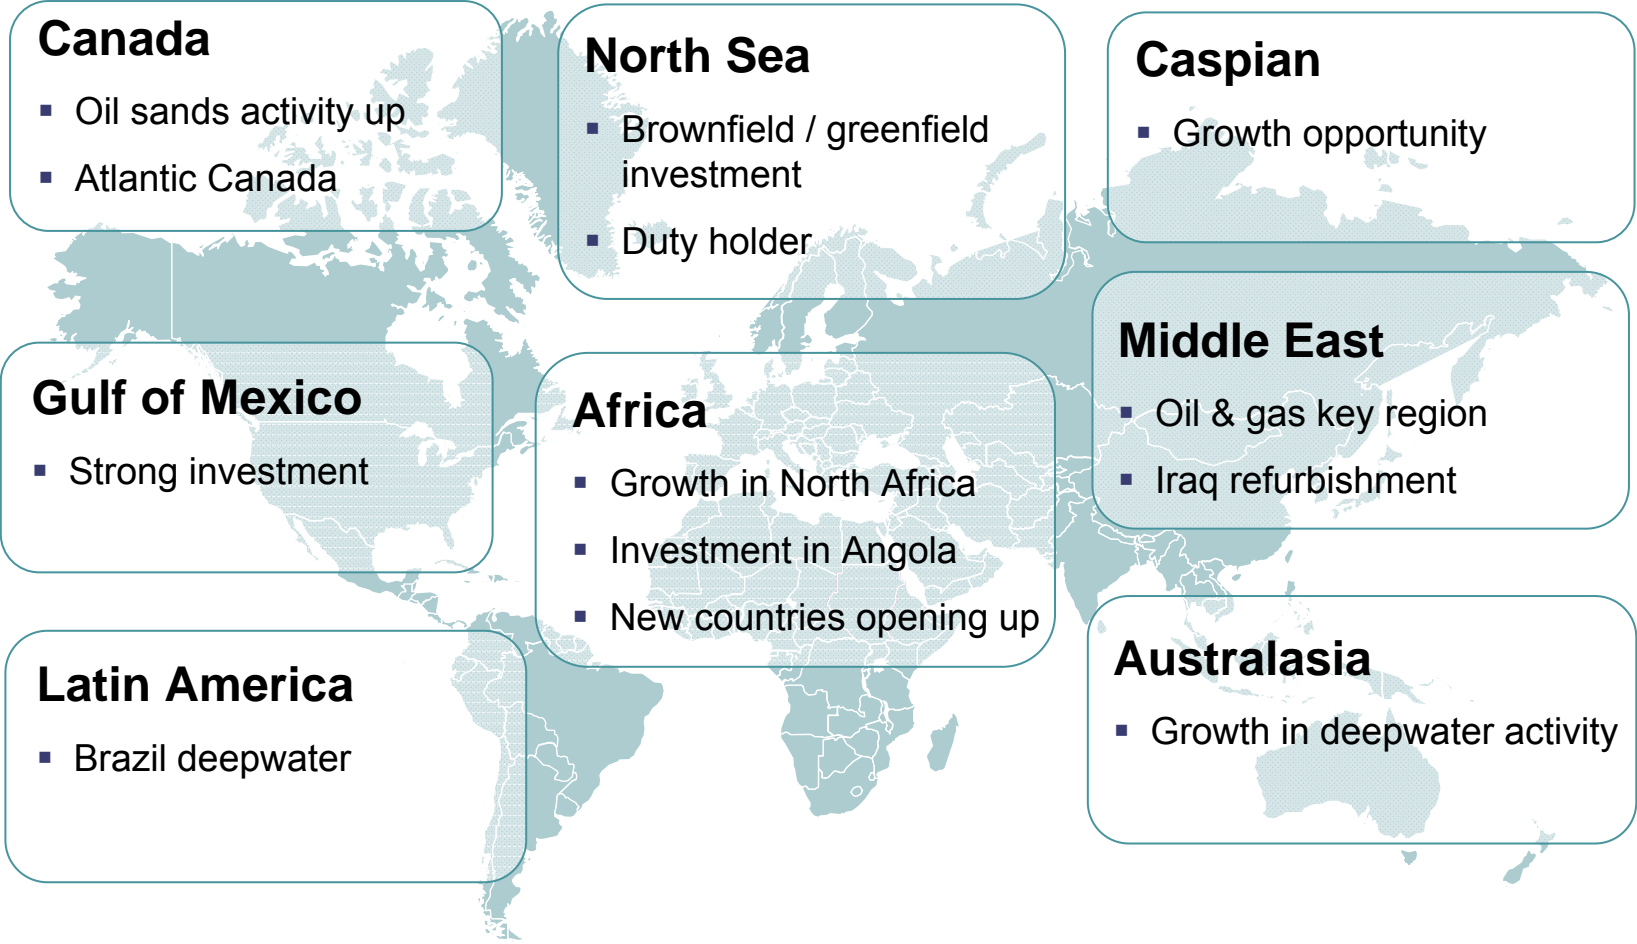 Canada
▪ Oil sands activity up
▪ Atlantic Canada
North Sea
▪ Brownfield / greenfield
investment
▪ Duty holder
Caspian
▪ Growth opportunity
Gulf of Mexico
▪ Strong investment
Africa
▪ Growth in North Africa
▪ Investment in Angola
▪ New countries opening up
Middle East
▪ Oil & gas key region
▪ Iraq refurbishment
Latin America
▪ Brazil deepwater
Australasia
▪ Growth in deepwater activity